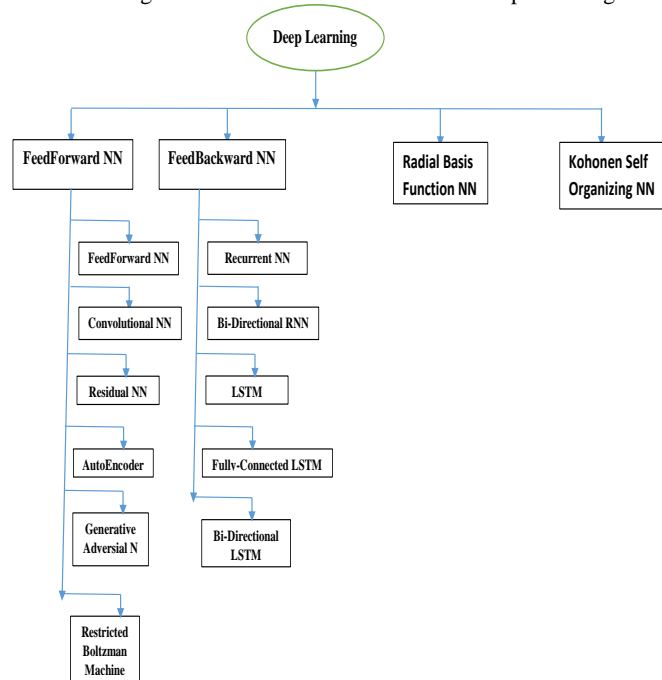 Deep Learning
FeedForward NN
FeedBackward NN
Radial Basis
Function NN
Kohonen Self
Organizing NN
FeedForward NN
Convolutional NN
Residual NN
AutoEncoder
Generative
Adversial N
Restricted
Boltzman
Machine
Recurrent NN
Bi-Directional RNN
LSTM
Fully-Connected LSTM
Bi-Directional
LSTM